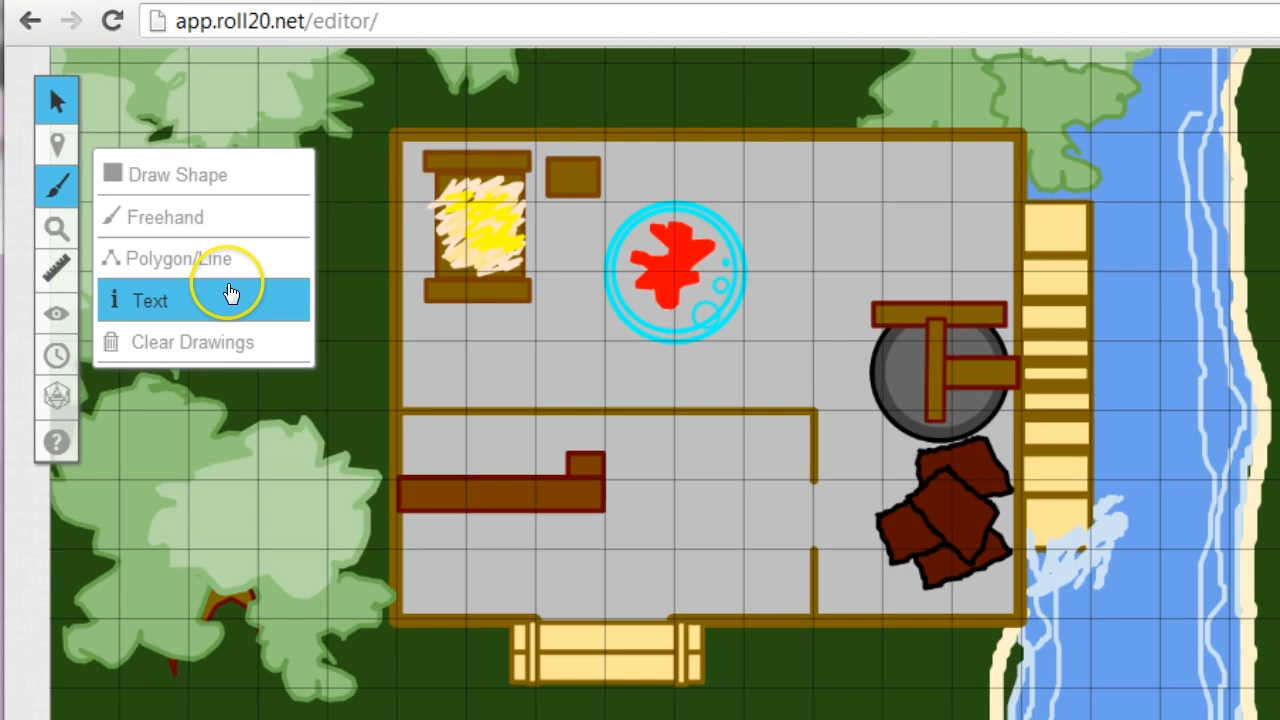 app.roll20.net/editor/
Draw Shape
Freehand
Polygon/Line
i Text
Clear Drawings
?